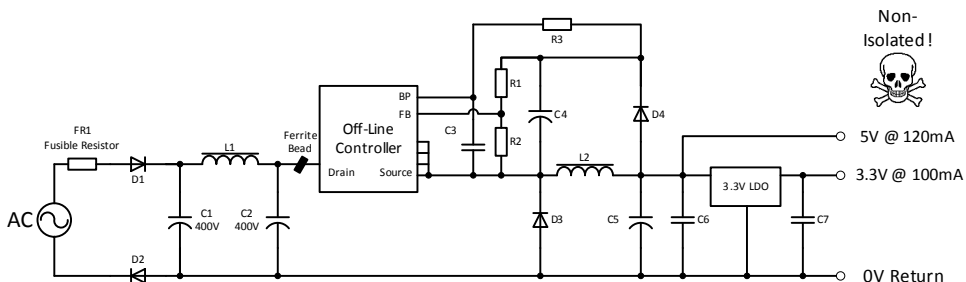 Non-
Isolated!
R3
BP
R1
FB
C4
C3
D4
Off-Line
Controller
R2
FR1
Fusible Resistor
Ferrite
Bead
5V @ 120mA
L1
L2
D1
Drain
Source
3.3V LDO
3.3V @ 100mA
AC
C1
400V
C2
400V
D3
C5
C6
C7
D2
0V Return